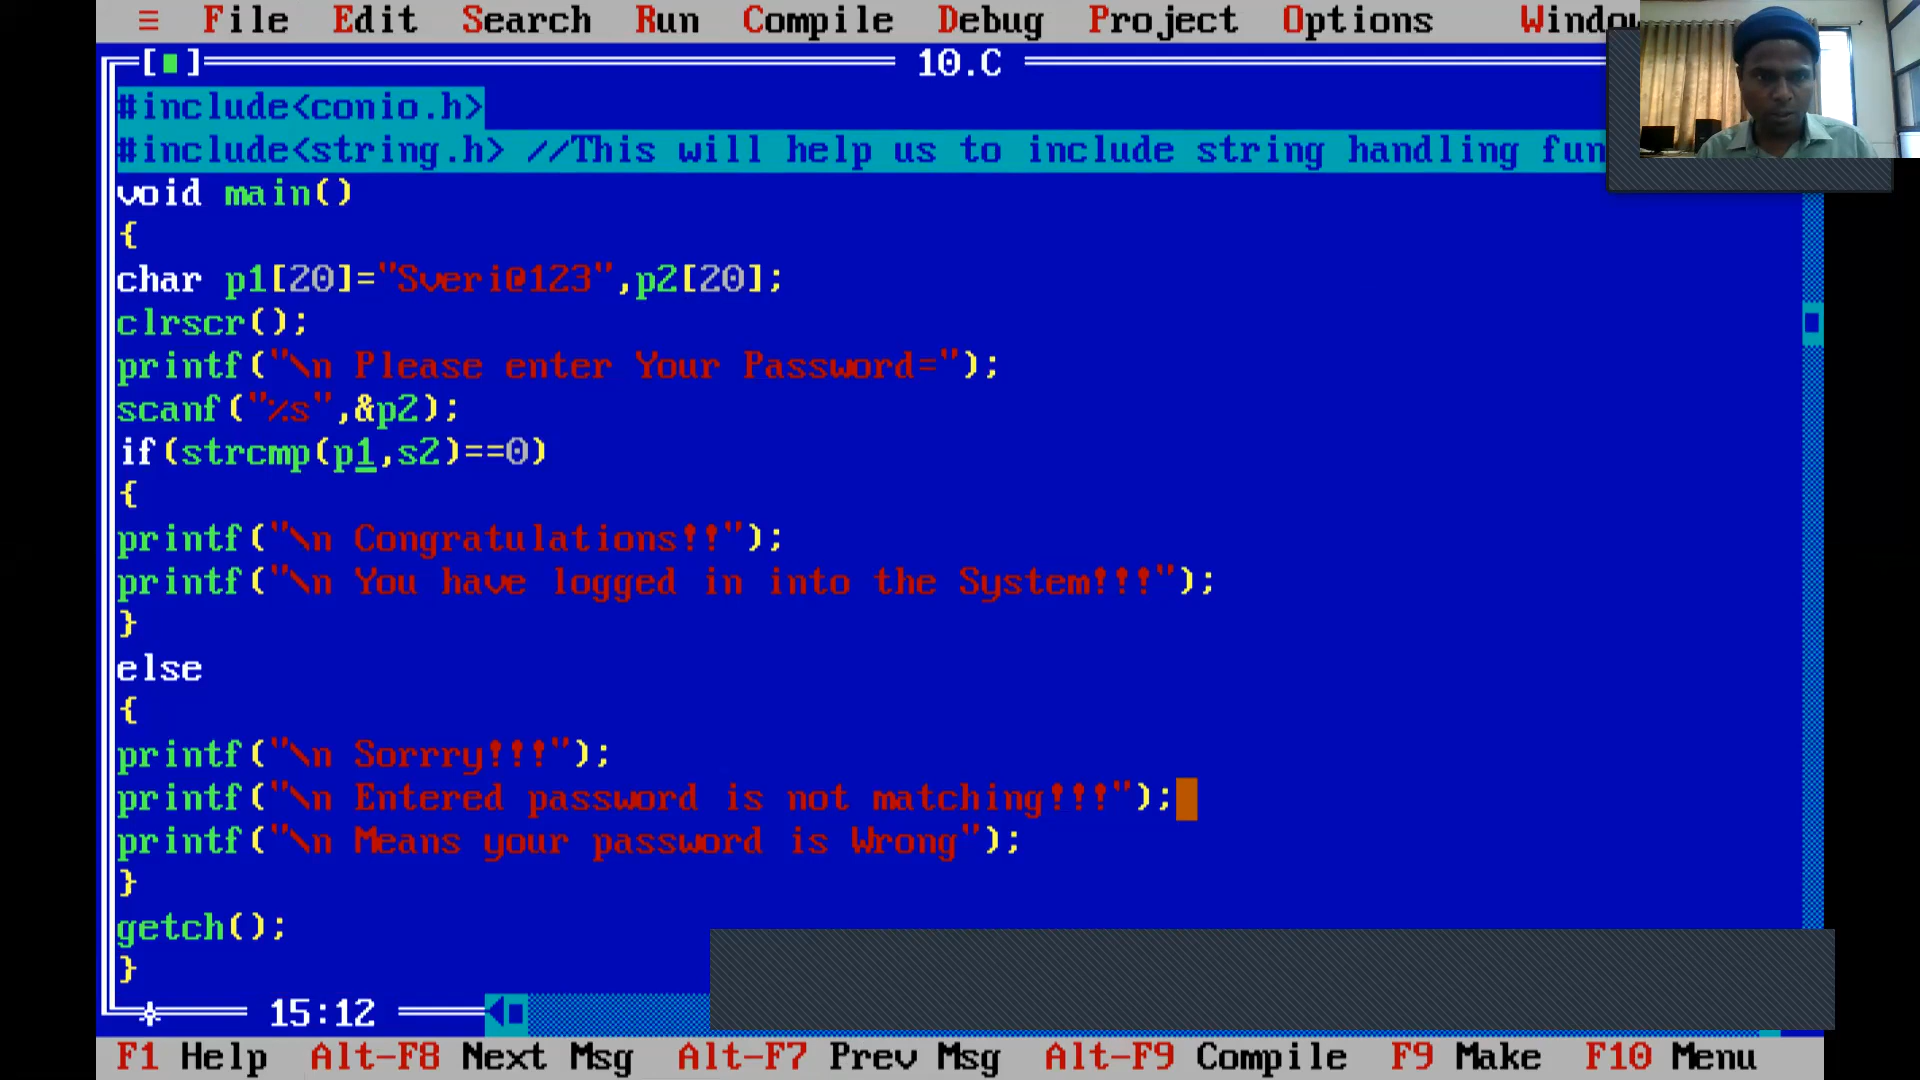 ≡ File Edit Search Run Compile Debug Project Options Window
[■] 10.C
#include<conio.h>
#include<string.h> //This will help us to include string handling fun
void main()
{
char p1[20]="Sveri@123",p2[20];
clrscr();
printf("\n Please enter Your Password=");
scanf("%s",&p2);
if(strcmp(p1,s2)==0)
{
printf("\n Congratulations!!");
printf("\n You have logged in into the System!!!");
}
else
{
printf("\n Sorrry!!!");
printf("\n Entered password is not matching!!!");
printf("\n Means your password is Wrong");
}
getch();
}
15:12
F1 Help Alt-F8 Next Msg Alt-F7 Prev Msg Alt-F9 Compile F9 Make F10 Menu